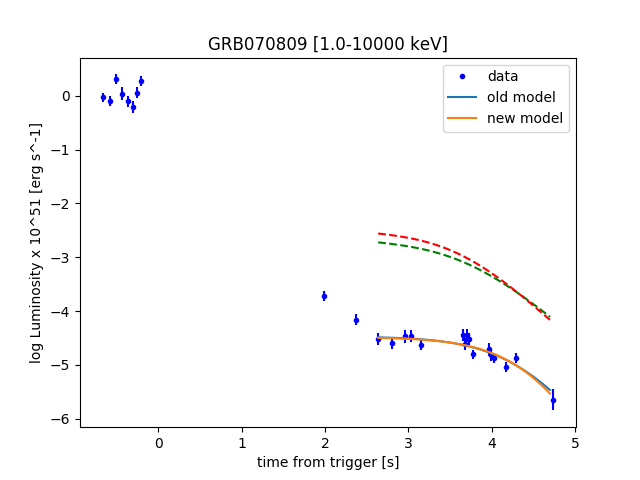 GRB070809 [1.0-10000 keV]
data
old model
new model
log Luminosity x 10^51 [erg s^-1]
0
−1
−2
−3
−4
−5
−6
0 1 2 3 4 5
time from trigger [s]